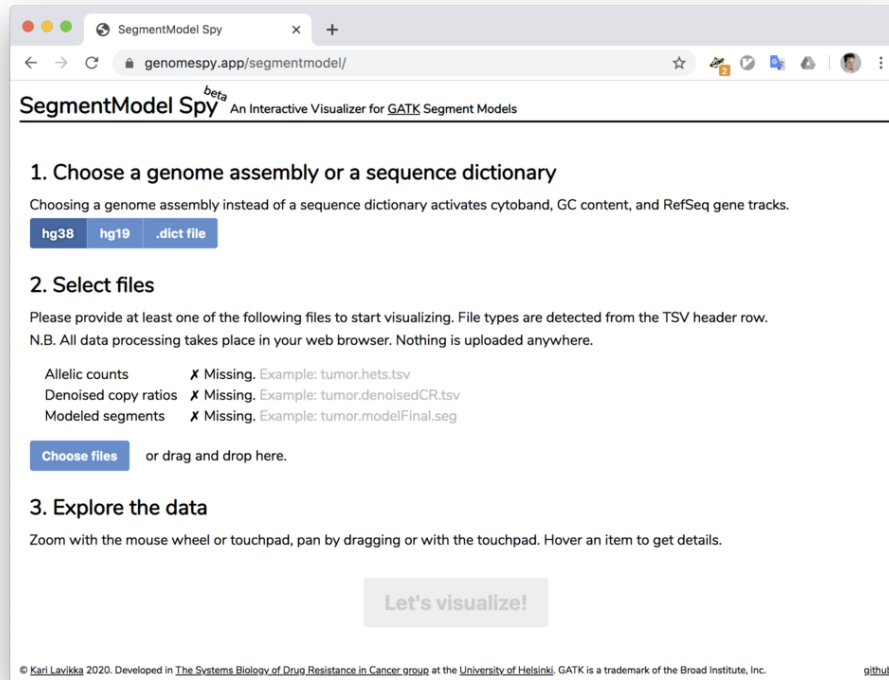 SegmentModel Spy
genomespy.app/segmentmodel/
2
SegmentModel Spy beta An Interactive Visualizer for GATK Segment Models
1. Choose a genome assembly or a sequence dictionary
Choosing a genome assembly instead of a sequence dictionary activates cytoband, GC content, and RefSeq gene tracks.
hg38 hg19 .dict file
2. Select files
Please provide at least one of the following files to start visualizing. File types are detected from the TSV header row.
N.B. All data processing takes place in your web browser. Nothing is uploaded anywhere.
Allelic counts ✗ Missing. Example: tumor.hets.tsv
Denoised copy ratios ✗ Missing. Example: tumor.denoisedCR.tsv
Modeled segments ✗ Missing. Example: tumor.modelFinal.seg
Choose files or drag and drop here.
3. Explore the data
Zoom with the mouse wheel or touchpad, pan by dragging or with the touchpad. Hover an item to get details.
Let's visualize!
© Kari Lavikka 2020. Developed in The Systems Biology of Drug Resistance in Cancer group at the University of Helsinki. GATK is a trademark of the Broad Institute, Inc. github